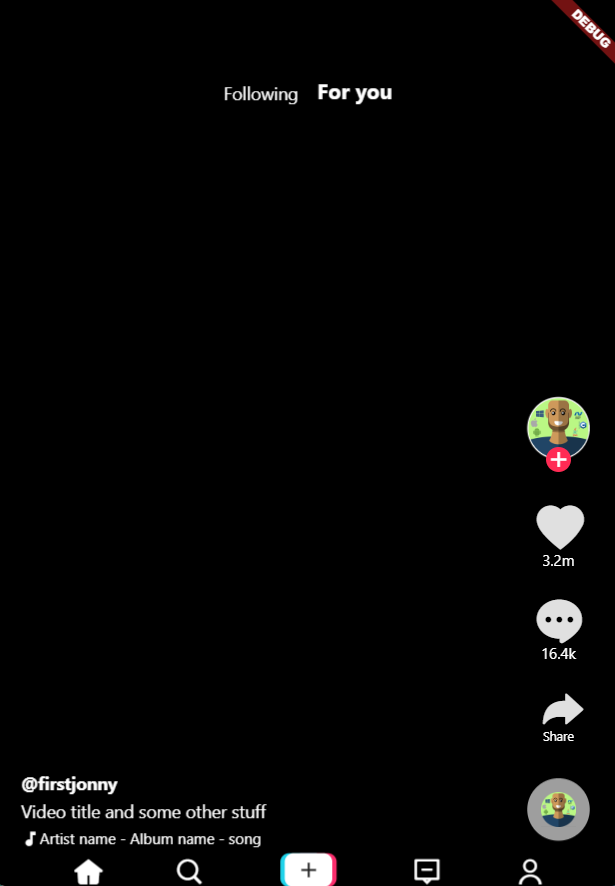 DEBUG
Following For you
3.2m
16.4k
Share
@firstjonny
Video title and some other stuff
Artist name - Album name - song